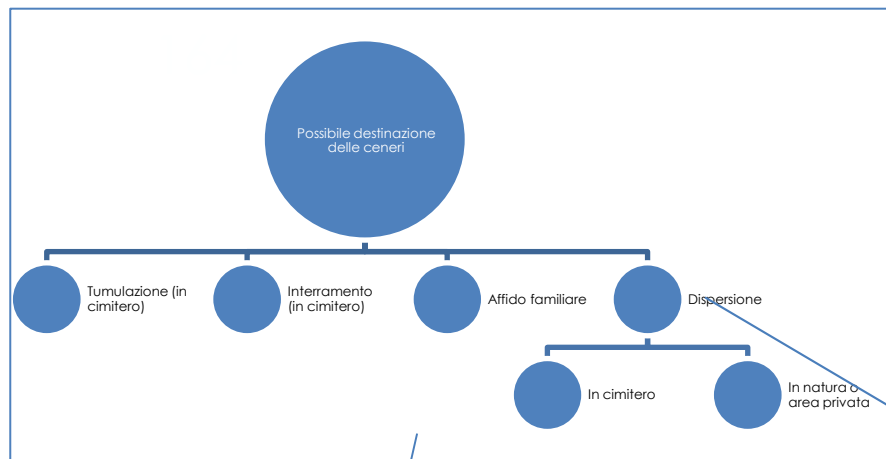 Possibile destinazione
delle ceneri
Tumulazione (in
cimitero)
Interramento
(in cimitero)
Affido familiare
Dispersione
In cimitero
In natura o
area privata